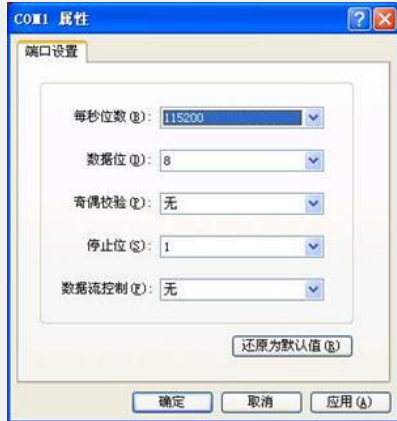 COM1 属性
端口设置
每秒位数(B): 115200
数据位(D): 8
奇偶校验(P): 无
停止位(S): 1
数据流控制(F): 无
还原为默认值(R)
确定 取消 应用(A)